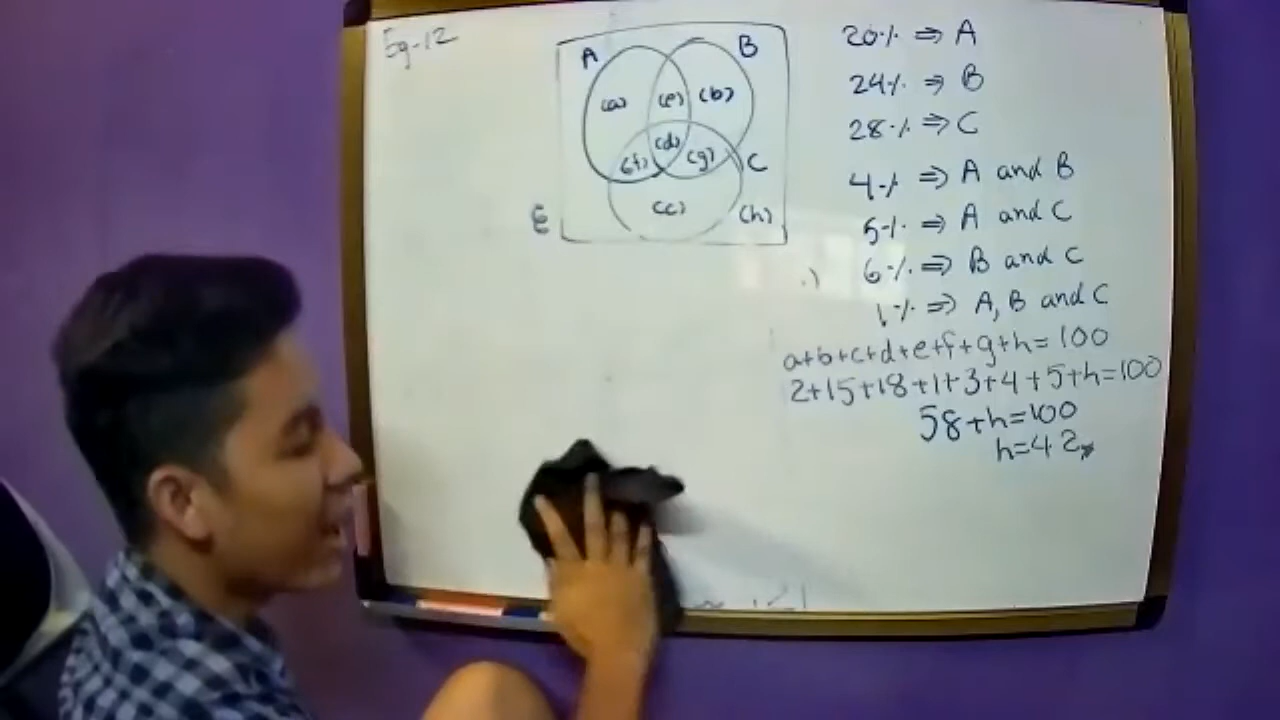 Eg-12
A
B
(a) (e) (b)
(d)
(f) (g) C
(c) (h)
ξ
20% ⇒ A
24% ⇒ B
28% ⇒ C
4% ⇒ A and B
5% ⇒ A and C
6% ⇒ B and C
1% ⇒ A, B and C
a+b+c+d+e+f+g+h=100
2+15+18+1+3+4+5+h=100
58+h=100
h=42